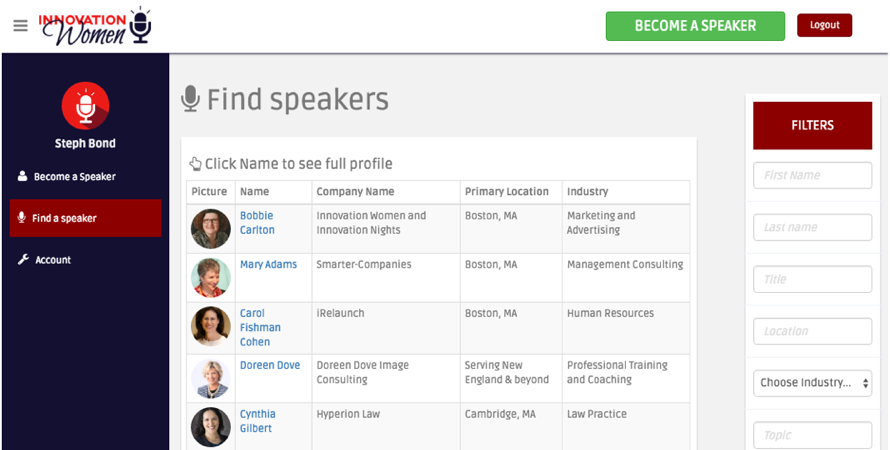 INNOVATION
Women
BECOME A SPEAKER
Logout
Steph Bond
Become a Speaker
Find a speaker
Account
Find speakers
Click Name to see full profile
Picture Name Company Name Primary Location Industry
Bobbie Carlton Innovation Women and Innovation Nights Boston, MA Marketing and Advertising
Mary Adams Smarter-Companies Boston, MA Management Consulting
Carol Fishman Cohen iRelaunch Boston, MA Human Resources
Doreen Dove Doreen Dove Image Consulting Serving New England & beyond Professional Training and Coaching
Cynthia Gilbert Hyperion Law Cambridge, MA Law Practice
FILTERS
First Name
Last name
Title
Location
Choose Industry...
Topic